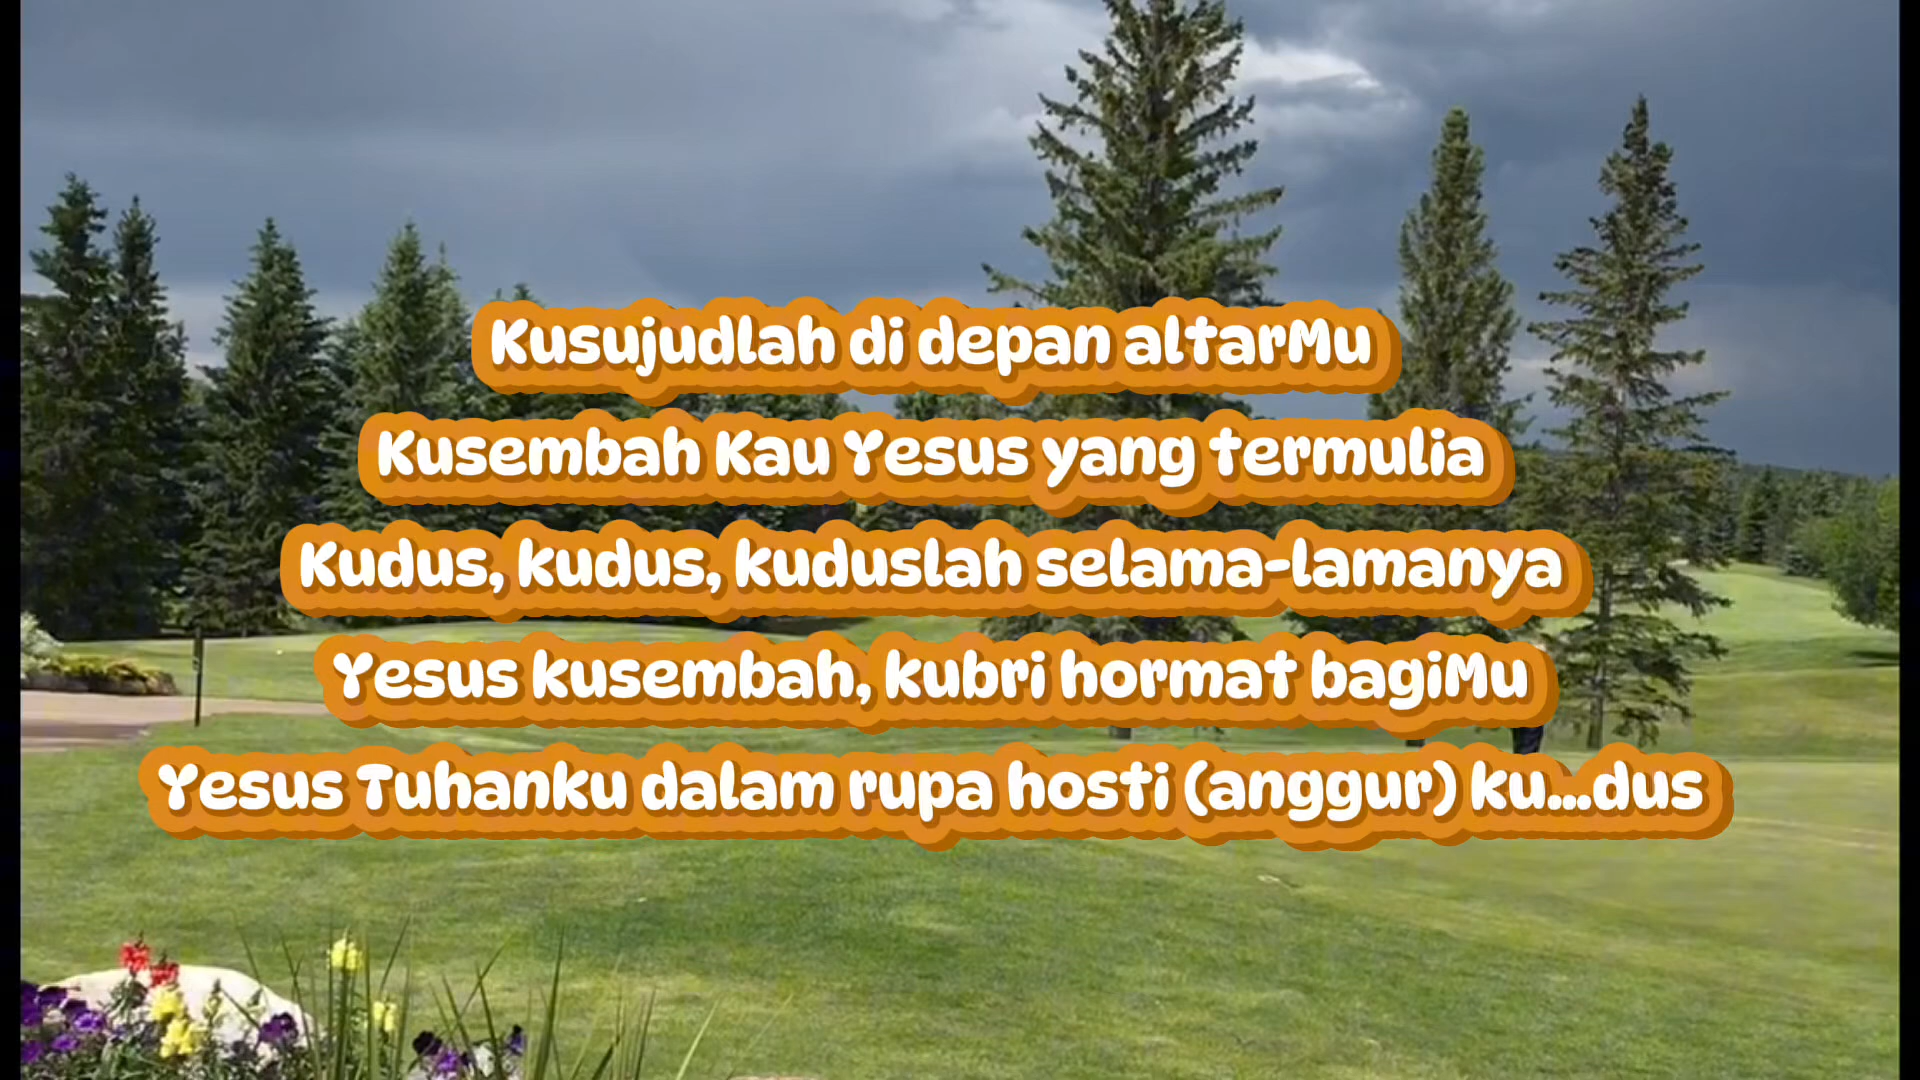 Kusujudlah di depan altarMu
Kusembah Kau Yesus yang termulia
Kudus, kudus, kuduslah selama-lamanya
Yesus kusembah, kubri hormat bagiMu
Yesus Tuhanku dalam rupa hosti (anggur) ku...dus